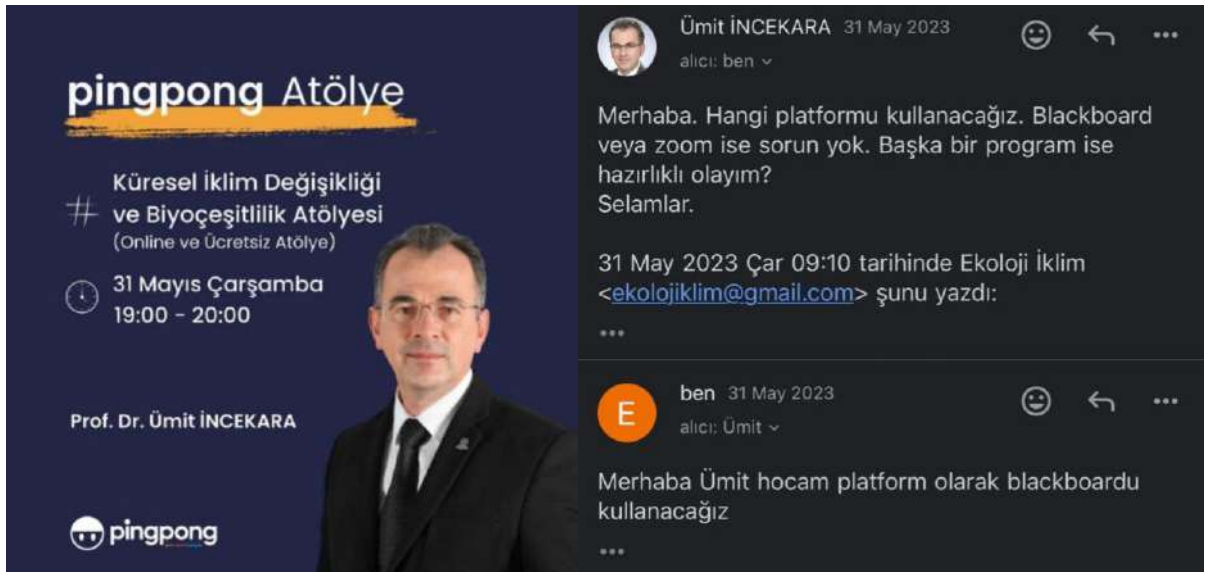 pingpong Atölye
# Küresel İklim Değişikliği
ve Biyoçeşitlilik Atölyesi
(Online ve Ücretsiz Atölye)
31 Mayıs Çarşamba
19:00 - 20:00
Prof. Dr. Ümit İNCEKARA
pingpong
Ümit İNCEKARA 31 May 2023
alıcı: ben
Merhaba. Hangi platformu kullanacağız. Blackboard
veya zoom ise sorun yok. Başka bir program ise
hazırlıklı olayım?
Selamlar.
31 May 2023 Çar 09:10 tarihinde Ekoloji İklim
<ekolojiklim@gmail.com> şunu yazdı:
•••
E
ben 31 May 2023
alıcı: Ümit
Merhaba Ümit hocam platform olarak blackboardu
kullanacağız
•••